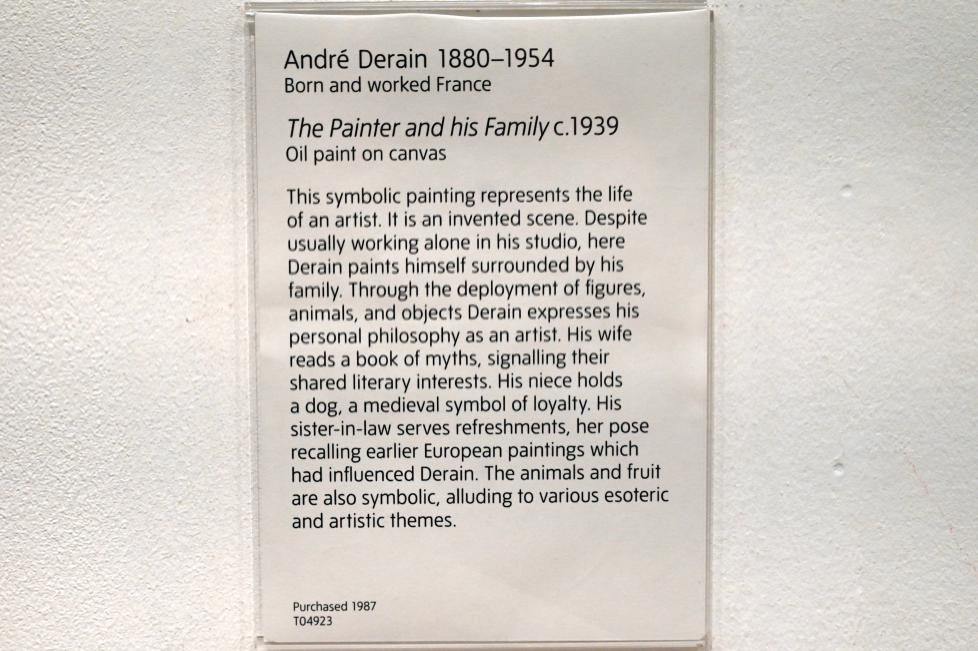 André Derain 1880–1954
Born and worked France
The Painter and his Family c.1939
Oil paint on canvas
This symbolic painting represents the life
of an artist. It is an invented scene. Despite
usually working alone in his studio, here
Derain paints himself surrounded by his
family. Through the deployment of figures,
animals, and objects Derain expresses his
personal philosophy as an artist. His wife
reads a book of myths, signalling their
shared literary interests. His niece holds
a dog, a medieval symbol of loyalty. His
sister-in-law serves refreshments, her pose
recalling earlier European paintings which
had influenced Derain. The animals and fruit
are also symbolic, alluding to various esoteric
and artistic themes.
Purchased 1987
T04923